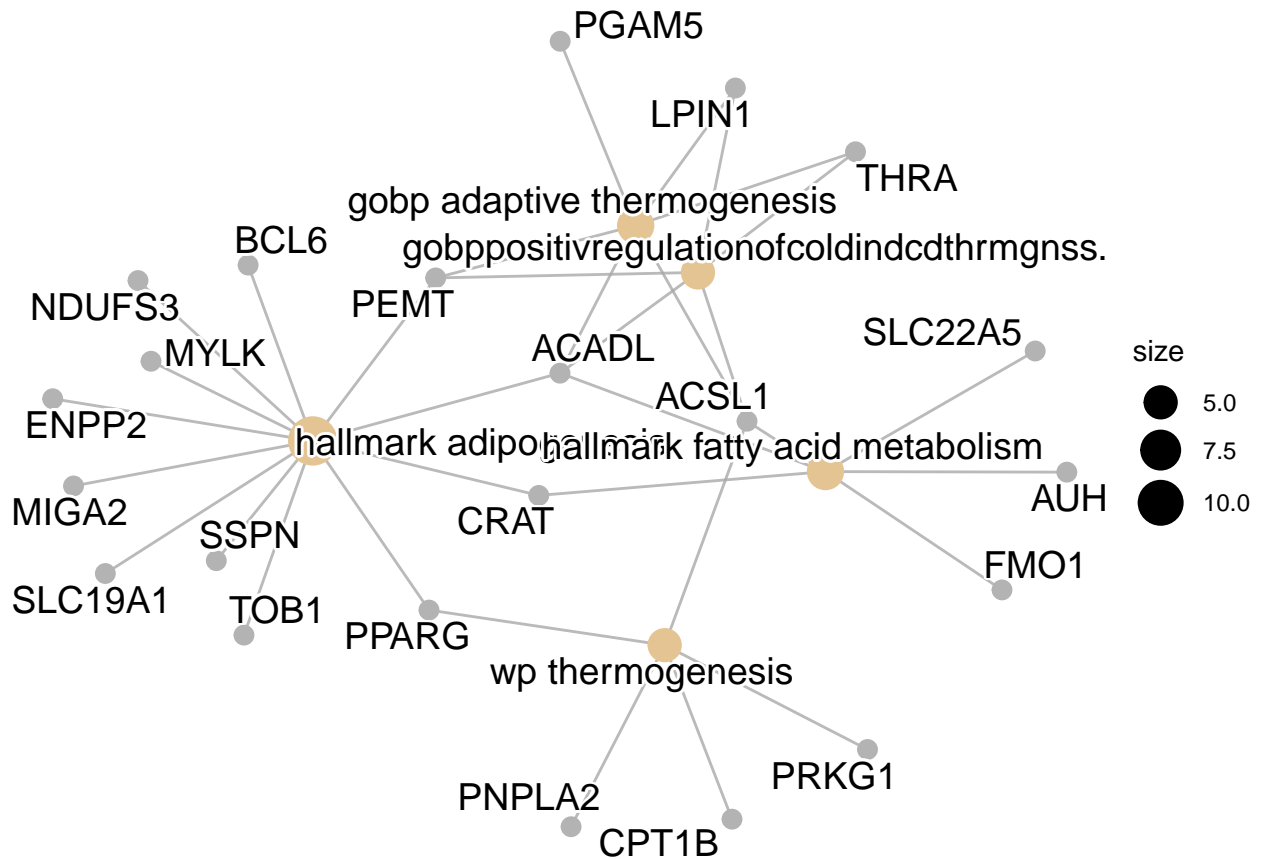 PGAM5
LPIN1
THRA
gobp adaptive thermogenesis
BCL6
gobppositivregulationofcoldindcdthrmgnss.
NDUFS3
PEMT
SLC22A5
MYLK
ACADL
size
ACSL1
5.0
ENPP2
hallmark adipo
hallmark fatty acid metabolism
7.5
AUH
10.0
MIGA2
CRAT
SSPN
FMO1
SLC19A1
TOB1
PPARG
wp thermogenesis
PRKG1
PNPLA2
CPT1B